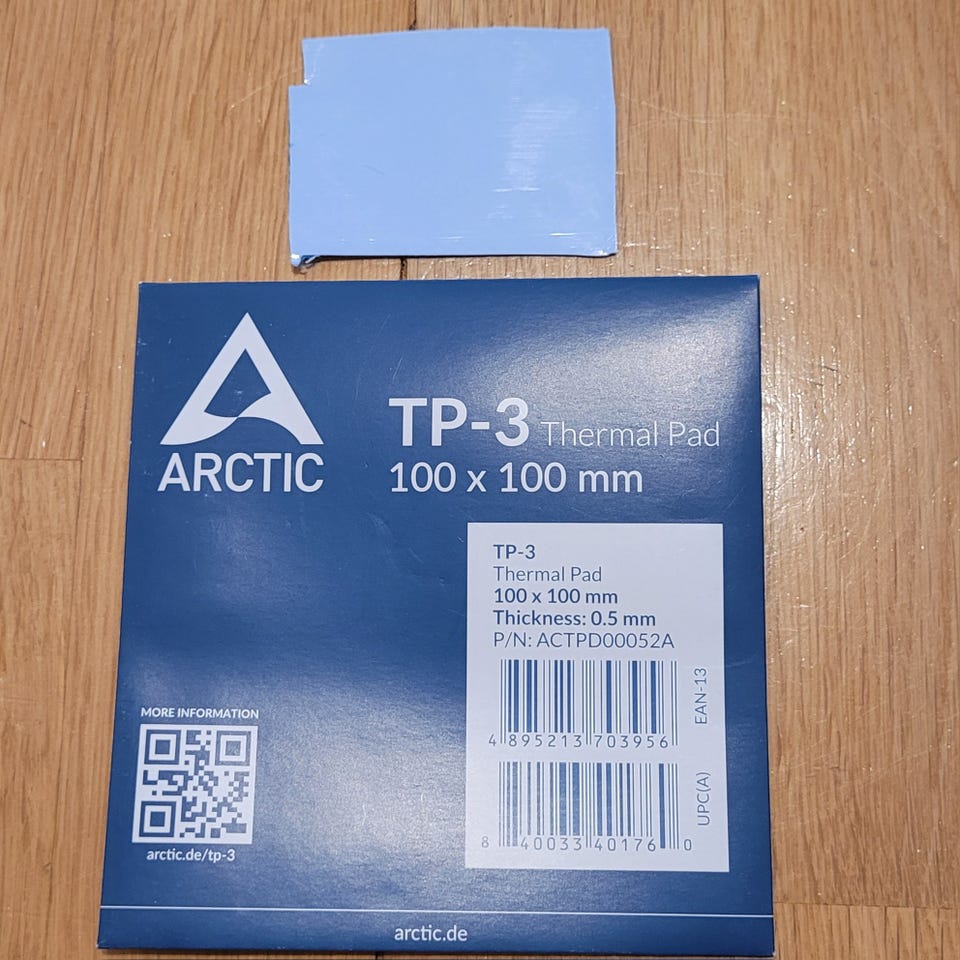 ARCTIC
TP-3 Thermal Pad
100 x 100 mm
TP-3
Thermal Pad
100 x 100 mm
Thickness: 0.5 mm
P/N: ACTPD00052A
EAN-13
4 895213 703956
UPC(A)
8 40033 40176 0
MORE INFORMATION
arctic.de/tp-3
arctic.de